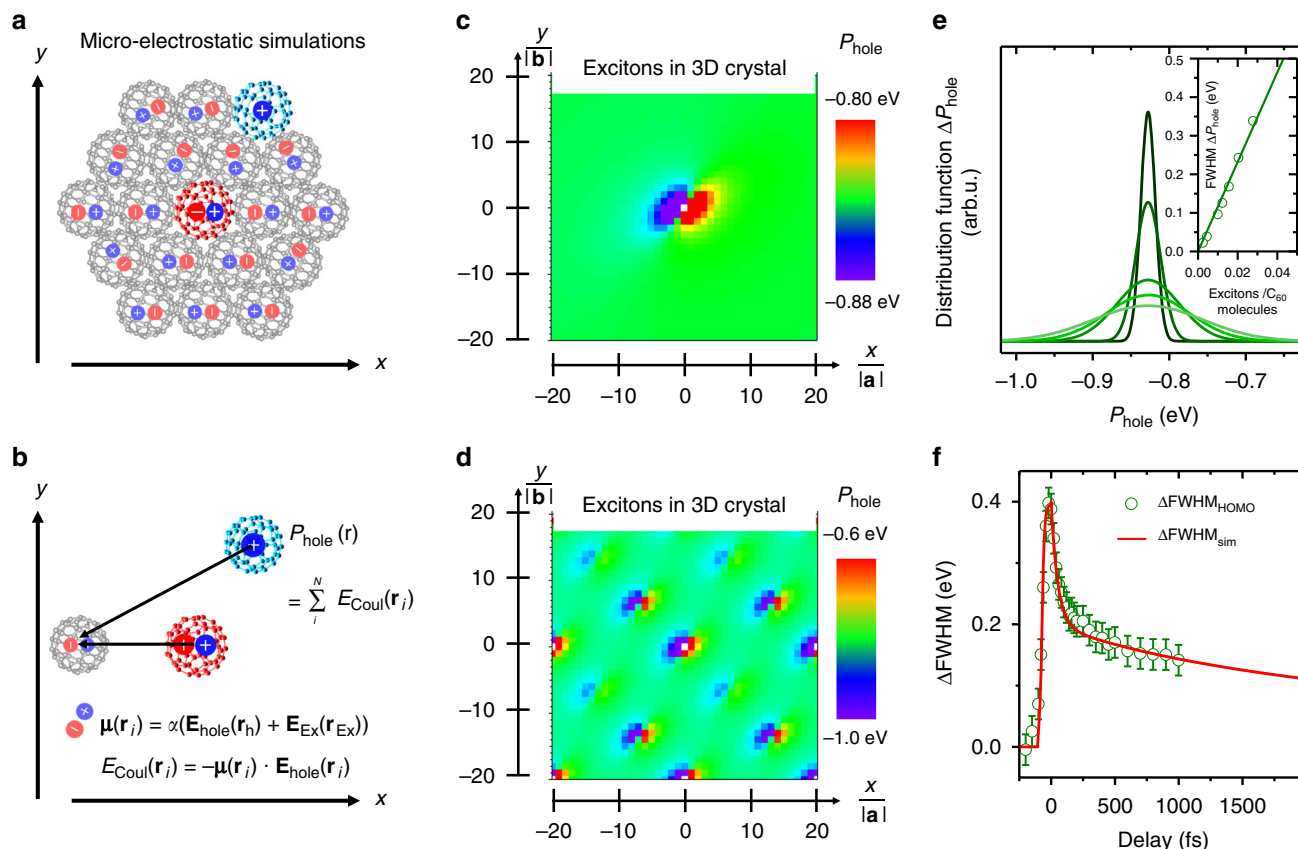 a
Micro-electrostatic simulations
y
x
b
y
P_hole (r)
= ∑_i^N E_Coul(r_i)
μ(r_i) = α(E_hole(r_h) + E_Ex(r_Ex))
E_Coul(r_i) = −μ(r_i) · E_hole(r_i)
x
c
y
|b|
Excitons in 3D crystal
P_hole
−0.80 eV
−0.88 eV
20
10
0
−10
−20
x
|a|
−20 −10 0 10 20
d
y
|b|
Excitons in 3D crystal
P_hole
−0.6 eV
−1.0 eV
20
10
0
−10
−20
x
|a|
−20 −10 0 10 20
e
Distribution function ΔP_hole
(arb.u.)
FWHM ΔP_hole (eV)
0.5
0.4
0.3
0.2
0.1
0.0
0.00 0.02 0.04
Excitons /C60
molecules
−1.0 −0.9 −0.8 −0.7
P_hole (eV)
f
ΔFWHM (eV)
0.4
0.2
0.0
ΔFWHM_HOMO
ΔFWHM_sim
0 500 1000 1500
Delay (fs)